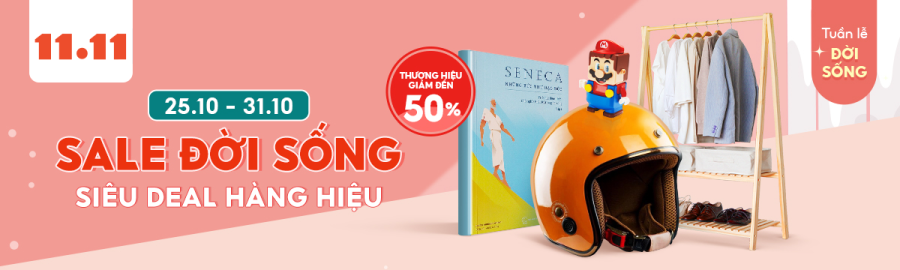 11.11
25.10 - 31.10
SALE ĐỜI SỐNG
SIÊU DEAL HÀNG HIỆU
THƯƠNG HIỆU
GIẢM ĐẾN
50%
SENECA
M
Tuần lễ
ĐỜI
SỐNG